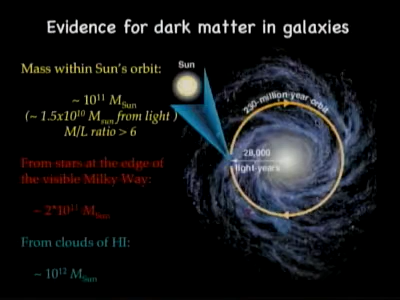 Evidence for dark matter in galaxies
Mass within Sun's orbit:
~ 10¹¹ M_Sun
(~ 1.5x10¹⁰ M_sun from light )
M/L ratio > 6
From stars at the edge of
the visible Milky Way:
~ 2*10¹¹ M_Sun
From clouds of HI:
~ 10¹² M_Sun
Sun
230-million-year orbit
28,000
light-years